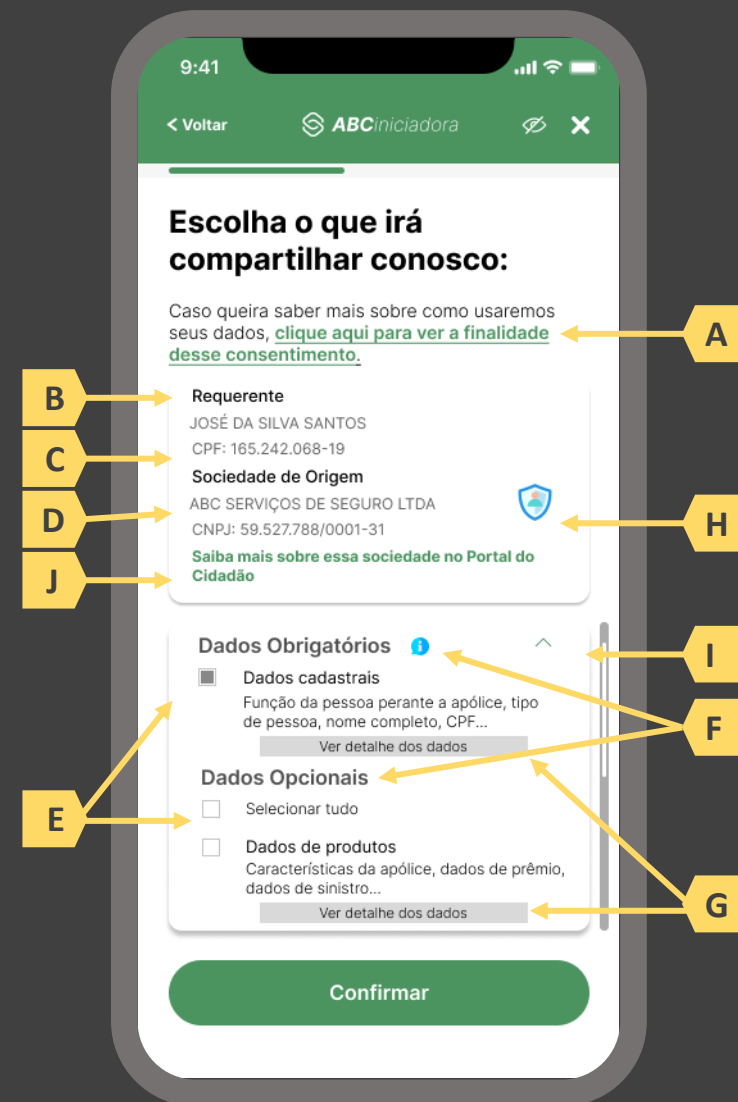 9:41
< Voltar
ABCiniciadora
Escolha o que irá
compartilhar conosco:
Caso queira saber mais sobre como usaremos
seus dados, clique aqui para ver a finalidade
desse consentimento.
A
B
Requerente
JOSÉ DA SILVA SANTOS
C
CPF: 165.242.068-19
Sociedade de Origem
D
ABC SERVIÇOS DE SEGURO LTDA
H
CNPJ: 59.527.788/0001-31
J
Saiba mais sobre essa sociedade no Portal do
Cidadão
Dados Obrigatórios i
I
Dados cadastrais
Função da pessoa perante a apólice, tipo
de pessoa, nome completo, CPF...
F
Ver detalhe dos dados
Dados Opcionais
E
Selecionar tudo
Dados de produtos
Características da apólice, dados de prêmio,
dados de sinistro...
G
Ver detalhe dos dados
Confirmar